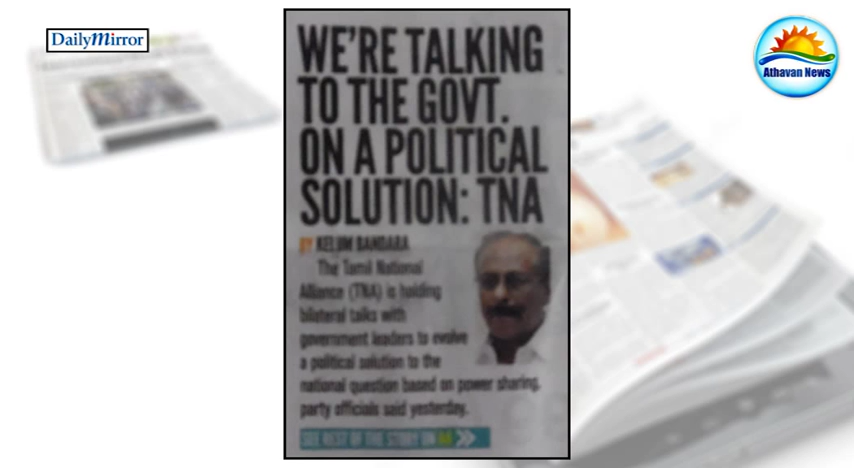 DailyMirror
Athavan News
WE'RE TALKING
TO THE GOVT.
ON A POLITICAL
SOLUTION: TNA
BY KELUM BANDARA
The Tamil National
Alliance (TNA) is holding
bilateral talks with
government leaders to evolve
a political solution to the
national question based on power sharing,
party officials said yesterday.
SEE REST OF THE STORY ON